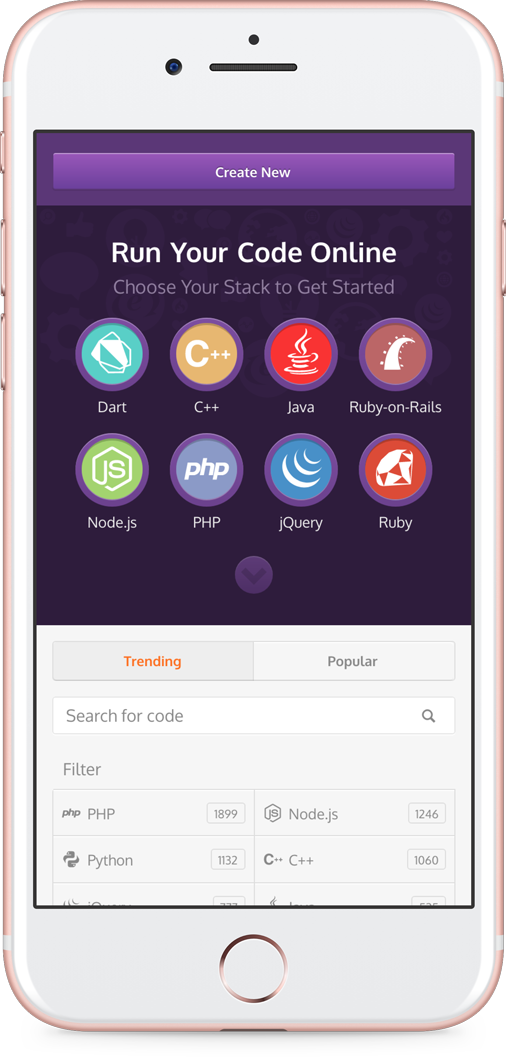 Create New
Run Your Code Online
Choose Your Stack to Get Started
C++
Dart
C++
Java
Ruby-on-Rails
JS
php
Node.js
PHP
jQuery
Ruby
Trending
Popular
Search for code
Filter
php PHP 1899
JS Node.js 1246
Python 1132
C++ C++ 1060